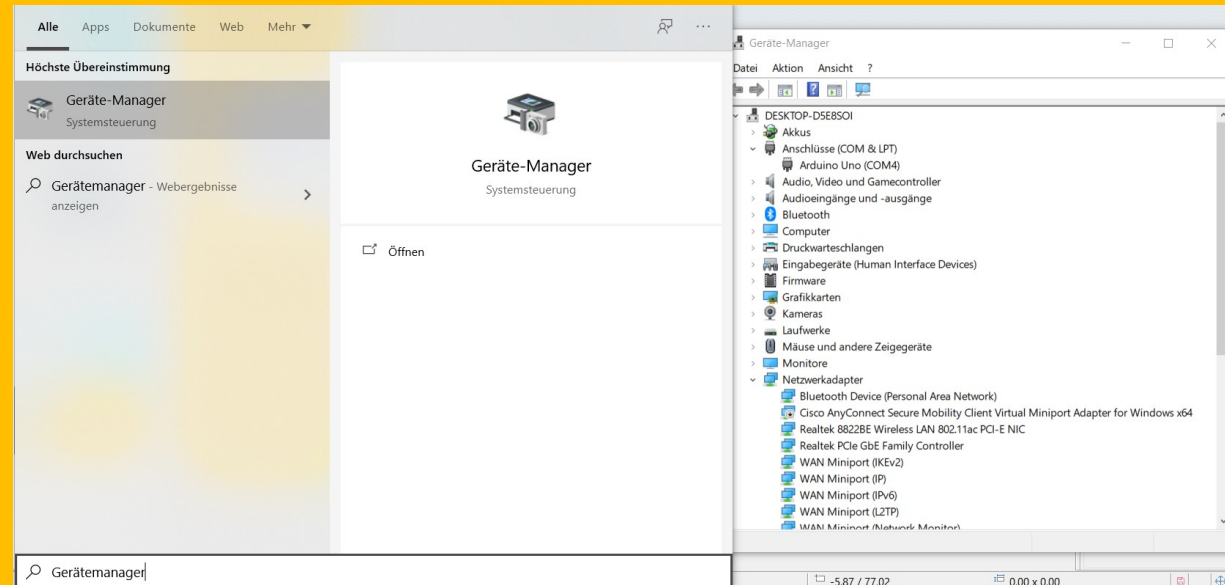 Alle Apps Dokumente Web Mehr
Höchste Übereinstimmung
Geräte-Manager
Systemsteuerung
Web durchsuchen
Gerätemanager - Webergebnisse
anzeigen
Geräte-Manager
Systemsteuerung
Öffnen
Gerätemanager
Geräte-Manager
Datei Aktion Ansicht ?
DESKTOP-D5E8SOI
Akkus
Anschlüsse (COM & LPT)
Arduino Uno (COM4)
Audio, Video und Gamecontroller
Audioeingänge und -ausgänge
Bluetooth
Computer
Druckwarteschlangen
Eingabegeräte (Human Interface Devices)
Firmware
Grafikkarten
Kameras
Laufwerke
Mäuse und andere Zeigegeräte
Monitore
Netzwerkadapter
Bluetooth Device (Personal Area Network)
Cisco AnyConnect Secure Mobility Client Virtual Miniport Adapter for Windows x64
Realtek 8822BE Wireless LAN 802.11ac PCI-E NIC
Realtek PCIe GbE Family Controller
WAN Miniport (IKEv2)
WAN Miniport (IP)
WAN Miniport (IPv6)
WAN Miniport (L2TP)
WAN Miniport (Network Monitor)
-5.87 / 77.02 0.00 x 0.00